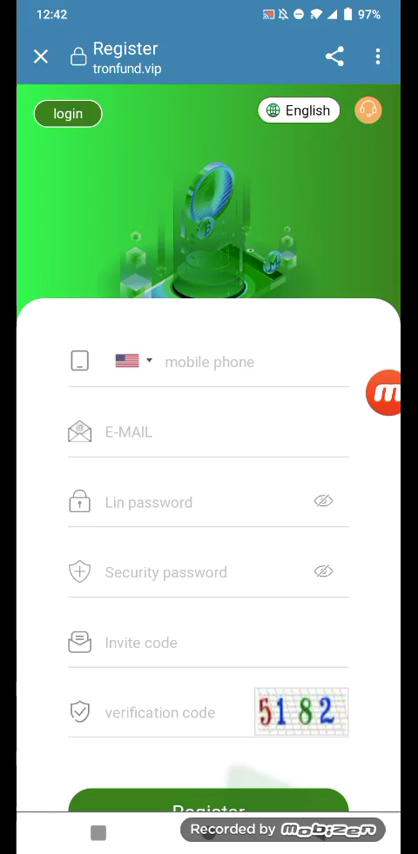 12:42
97%
Register
tronfund.vip
login
English
mobile phone
E-MAIL
Lin password
Security password
Invite code
verification code
5182
Register
Recorded by mobizen